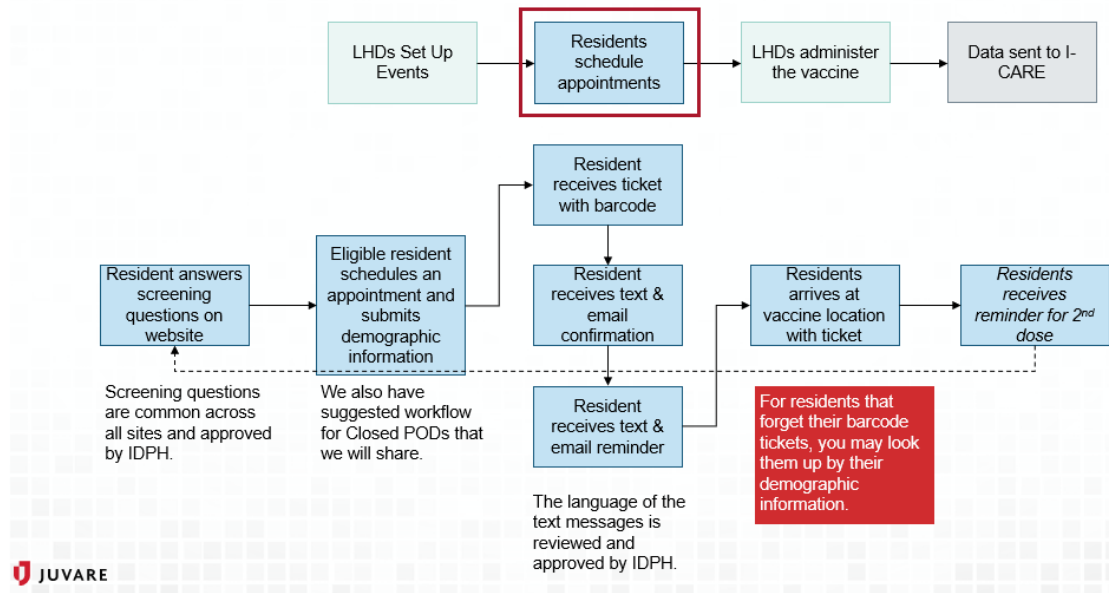 LHDs Set Up
Events
Residents
schedule
appointments
LHDs administer
the vaccine
Data sent to I-
CARE
Resident
receives ticket
with barcode
Resident answers
screening
questions on
website
Eligible resident
schedules an
appointment and
submits
demographic
information
Resident
receives text &
email
confirmation
Residents
arrives at
vaccine location
with ticket
Residents
receives
reminder for 2nd
dose
Screening questions
are common across
all sites and approved
by IDPH.
We also have
suggested workflow
for Closed PODs that
we will share.
Resident
receives text &
email reminder
For residents that
forget their barcode
tickets, you may look
them up by their
demographic
information.
The language of the
text messages is
reviewed and
approved by IDPH.
JUVARE